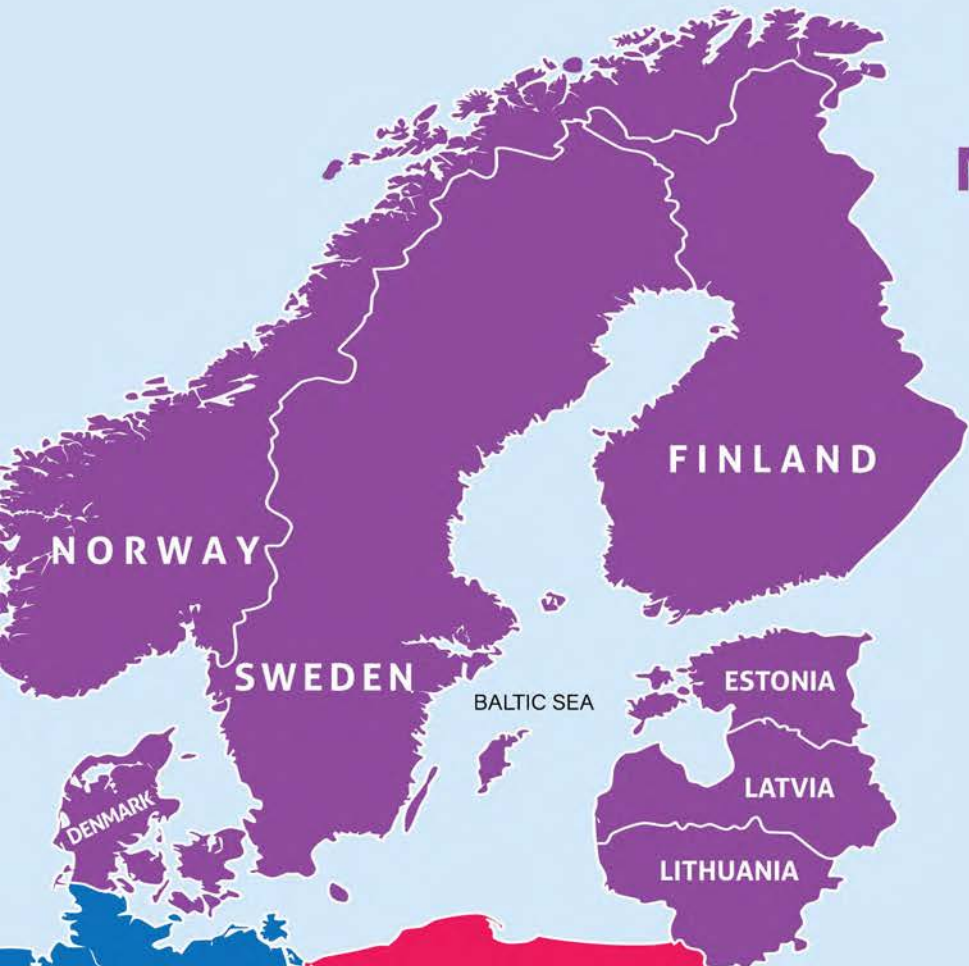 FINLAND
NORWAY
SWEDEN
ESTONIA
BALTIC SEA
LATVIA
DENMARK
LITHUANIA